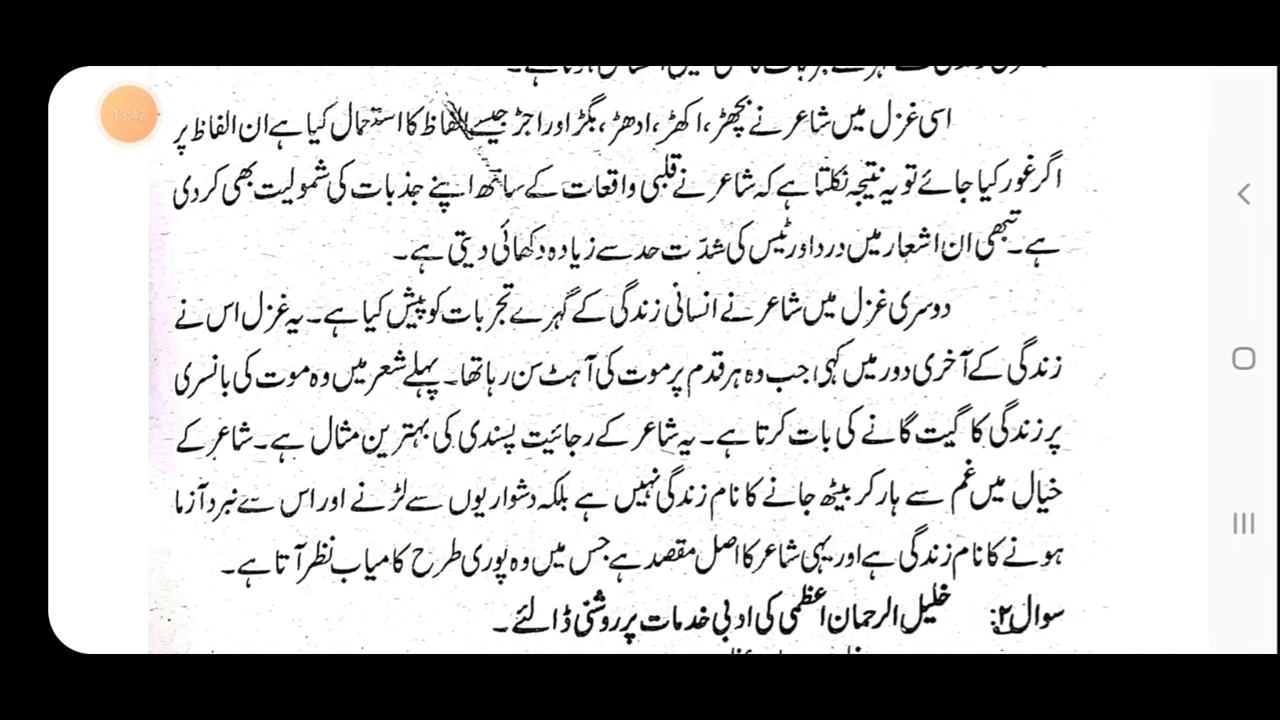 اسی غزل میں شاعر نے بچھڑ، اکھڑ، ادھڑ، بگڑ اور اجڑ جیسے الفاظ کا استعمال کیا ہے ان الفاظ پر
اگر غور کیا جائے تو یہ نتیجہ نکلتا ہے کہ شاعر نے قلبی واقعات کے ساتھ اپنے جذبات کی شمولیت بھی کردی
ہے۔ تبھی ان اشعار میں درد اور ٹیس کی شدّت حد سے زیادہ دکھائی دیتی ہے۔
دوسری غزل میں شاعر نے انسانی زندگی کے گہرے تجربات کو پیش کیا ہے۔ یہ غزل اس نے
زندگی کے آخری دور میں کہی جب وہ ہر قدم پر موت کی آہٹ سن رہا تھا۔ پہلے شعر میں وہ موت کی بانسری
پر زندگی کا گیت گانے کی بات کرتا ہے۔ یہ شاعر کے رجائیت پسندی کی بہترین مثال ہے۔ شاعر کے
خیال میں غم سے ہار کر بیٹھ جانے کا نام زندگی نہیں ہے بلکہ دشواریوں سے لڑنے اور اس سے نبرد آزما
ہونے کا نام زندگی ہے اور یہی شاعر کا اصل مقصد ہے جس میں وہ پوری طرح کامیاب نظر آتا ہے۔
سوال ۲: خلیل الرحمان اعظمی کی ادبی خدمات پر روشنی ڈالئے۔
13:42